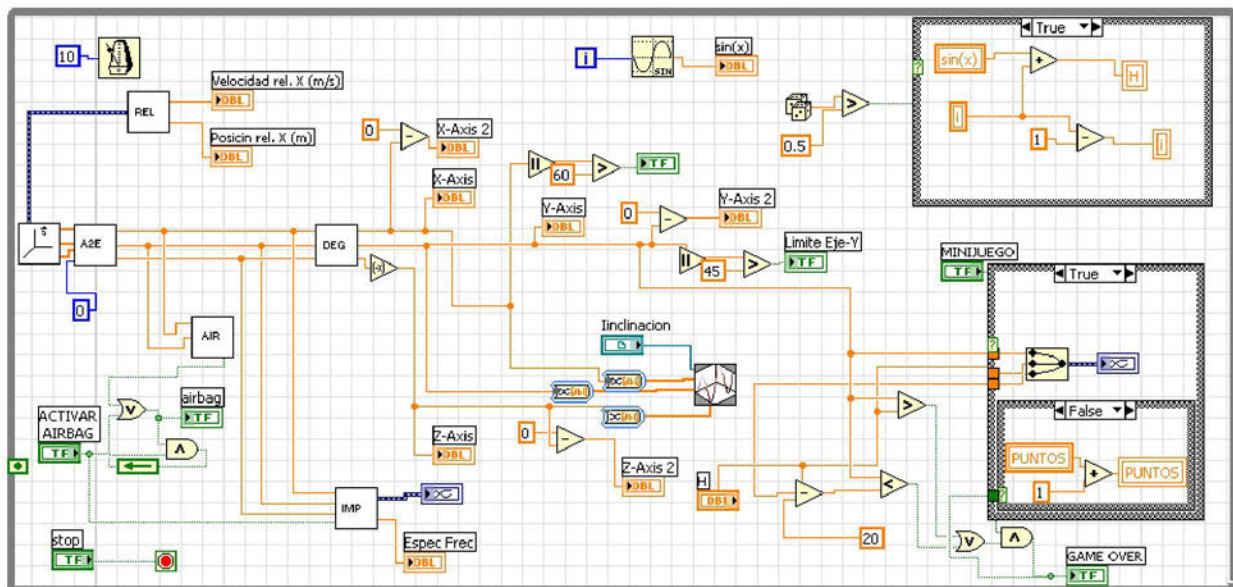 True
10
i
SIN
sin(x)
DBL
sin(x)
+
H
?
Velocidad rel. X (m/s)
DBL
REL
>
i
0.5
1
-
i
0
X-Axis 2
-
DBL
Posicin rel. X (m)
DBL
60
>
TF
X-Axis
DBL
Y-Axis
DBL
0
Y-Axis 2
-
DBL
S
A2E
DEG
Limite Eje-Y
TF
45
>
MINIJUEGO
TF
True
0
AIR
Iinclinacion
?
airbag
TF
V
ACTIVAR
AIRBAG
TF
Λ
False
>
0
-
Z-Axis
DBL
Z-Axis 2
DBL
H
DBL
-
<
PUNTOS
+
PUNTOS
1
?
IMP
20
stop
TF
Espec Frec
DBL
V
Λ
GAME OVER
TF